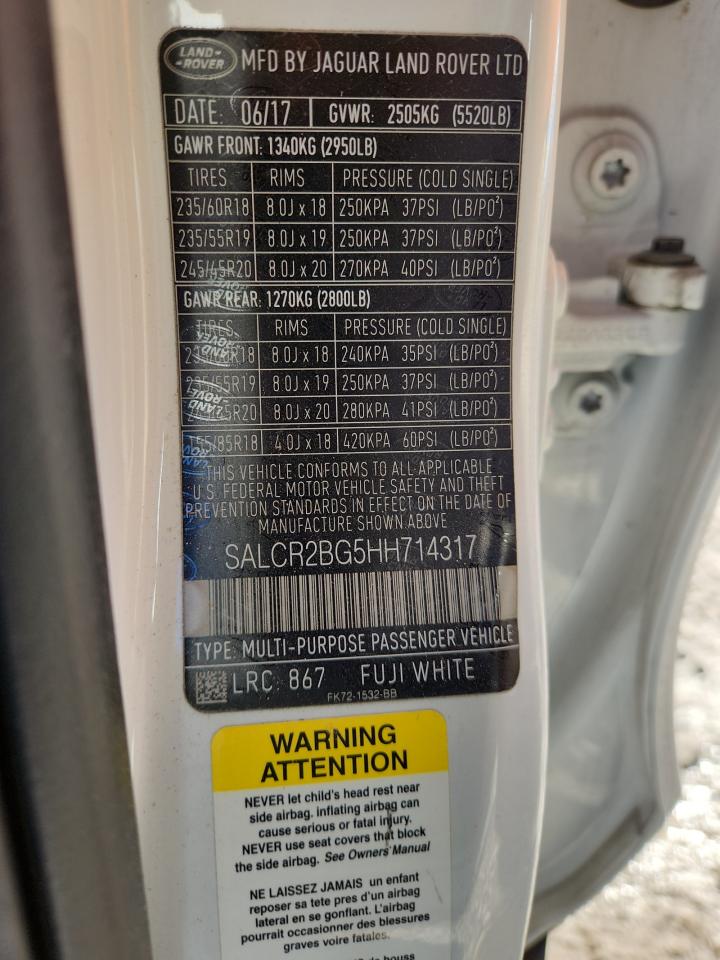 LAND-
-ROVER
MFD BY JAGUAR LAND ROVER LTD
DATE: 06/17 GVWR: 2505KG (5520LB)
GAWR FRONT: 1340KG (2950LB)
TIRES RIMS PRESSURE (COLD SINGLE)
235/60R18 8.0J x 18 250KPA 37PSI (LB/PO²)
235/55R19 8.0J x 19 250KPA 37PSI (LB/PO²)
245/45R20 8.0J x 20 270KPA 40PSI (LB/PO²)
GAWR REAR: 1270KG (2800LB)
TIRES RIMS PRESSURE (COLD SINGLE)
8.0J x 18 240KPA 35PSI (LB/PO²)
235/55R19 8.0J x 19 250KPA 37PSI (LB/PO²)
8.0J x 20 280KPA 41PSI (LB/PO²)
155/85R18 4.0J x 18 420KPA 60PSI (LB/PO²)
THIS VEHICLE CONFORMS TO ALL APPLICABLE
U.S. FEDERAL MOTOR VEHICLE SAFETY AND THEFT
PREVENTION STANDARDS IN EFFECT ON THE DATE OF
MANUFACTURE SHOWN ABOVE
SALCR2BG5HH714317
TYPE: MULTI-PURPOSE PASSENGER VEHICLE
LRC: 867 FUJI WHITE
FK72-1532-BB
WARNING
ATTENTION
NEVER let child's head rest near
side airbag. inflating airbag can
cause serious or fatal injury.
NEVER use seat covers that block
the side airbag. See Owners Manual
NE LAISSEZ JAMAIS un enfant
reposer sa tete pres d'un airbag
lateral en se gonflant. L'airbag
pourrait occasionner des blessures
graves voire fatales.
de houss